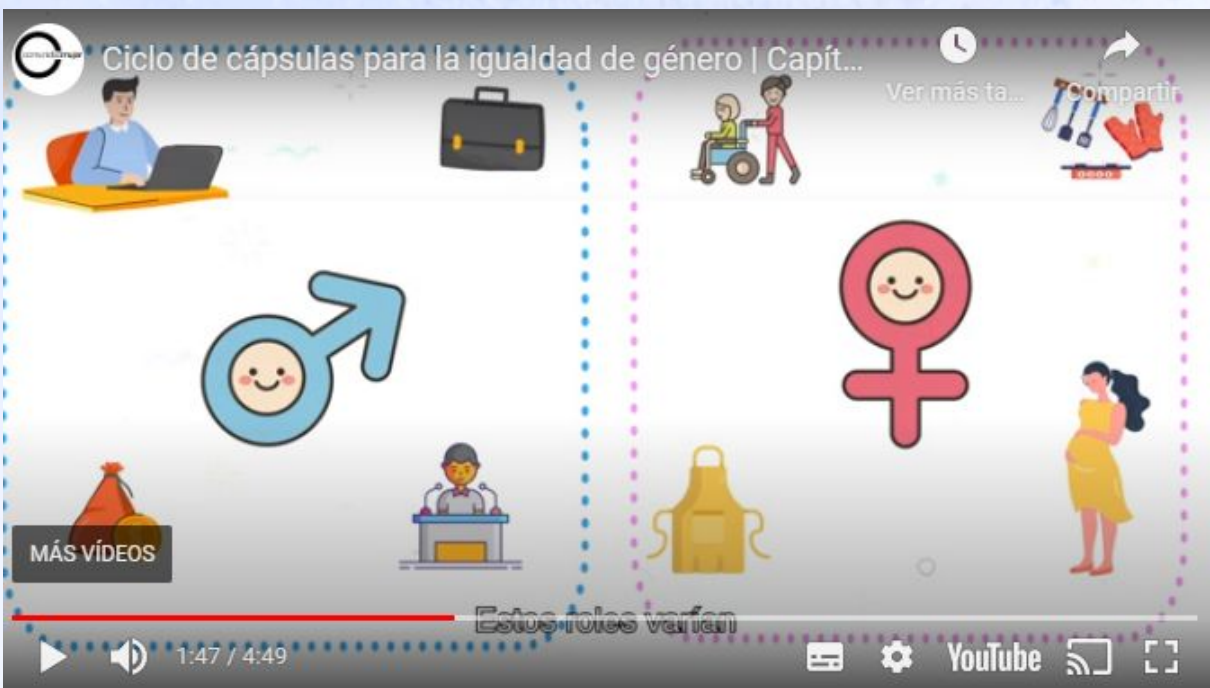 Ciclo de cápsulas para la igualdad de género | Capít...
Ver más ta...
Compartir
MÁS VÍDEOS
Estos roles varían
1:47 / 4:49
YouTube